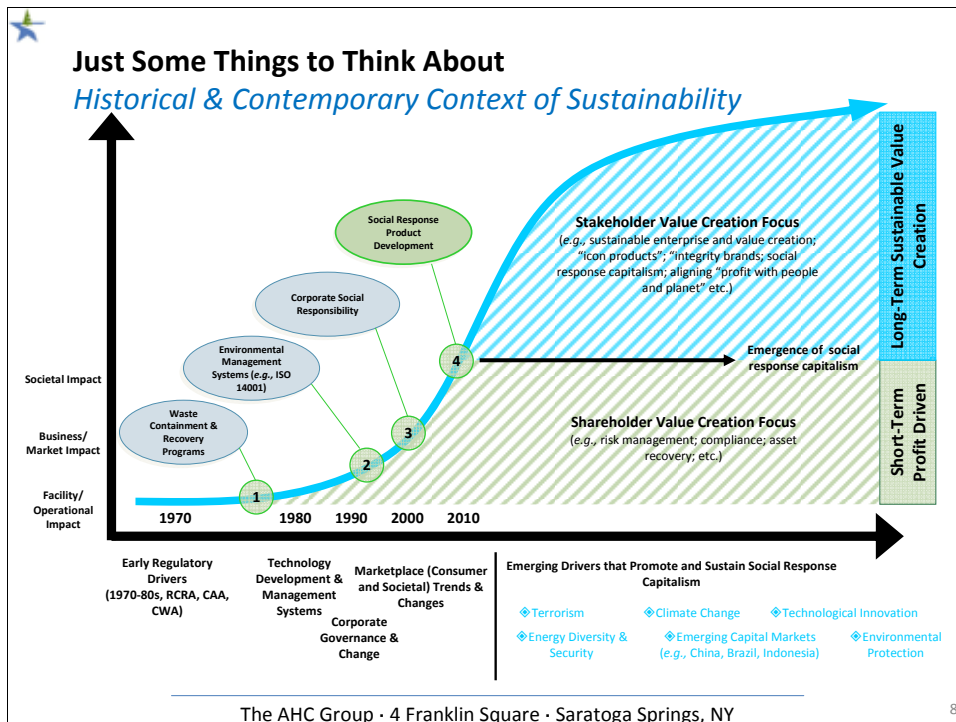 Just Some Things to Think About
Historical & Contemporary Context of Sustainability
Social Response
Product
Development
Stakeholder Value Creation Focus
(e.g., sustainable enterprise and value creation;
“icon products”; “integrity brands; social
response capitalism; aligning “profit with people
and planet” etc.)
Long-Term Sustainable Value
Creation
Corporate Social
Responsibility
Environmental
Management
Systems (e.g., ISO
14001)
4
Emergence of social
response capitalism
Societal Impact
Waste
Containment &
Recovery
Programs
3
Shareholder Value Creation Focus
(e.g., risk management; compliance; asset
recovery; etc.)
Short-Term
Profit Driven
Business/
Market Impact
2
1
Facility/
Operational
Impact
1970
1980
1990
2000
2010
Early Regulatory
Drivers
(1970-80s, RCRA, CAA,
CWA)
Technology
Development &
Management
Systems
Marketplace (Consumer
and Societal) Trends &
Changes
Corporate
Governance &
Change
Emerging Drivers that Promote and Sustain Social Response
Capitalism
Terrorism
Climate Change
Technological Innovation
Energy Diversity &
Security
Emerging Capital Markets
(e.g., China, Brazil, Indonesia)
Environmental
Protection
The AHC Group · 4 Franklin Square · Saratoga Springs, NY
8